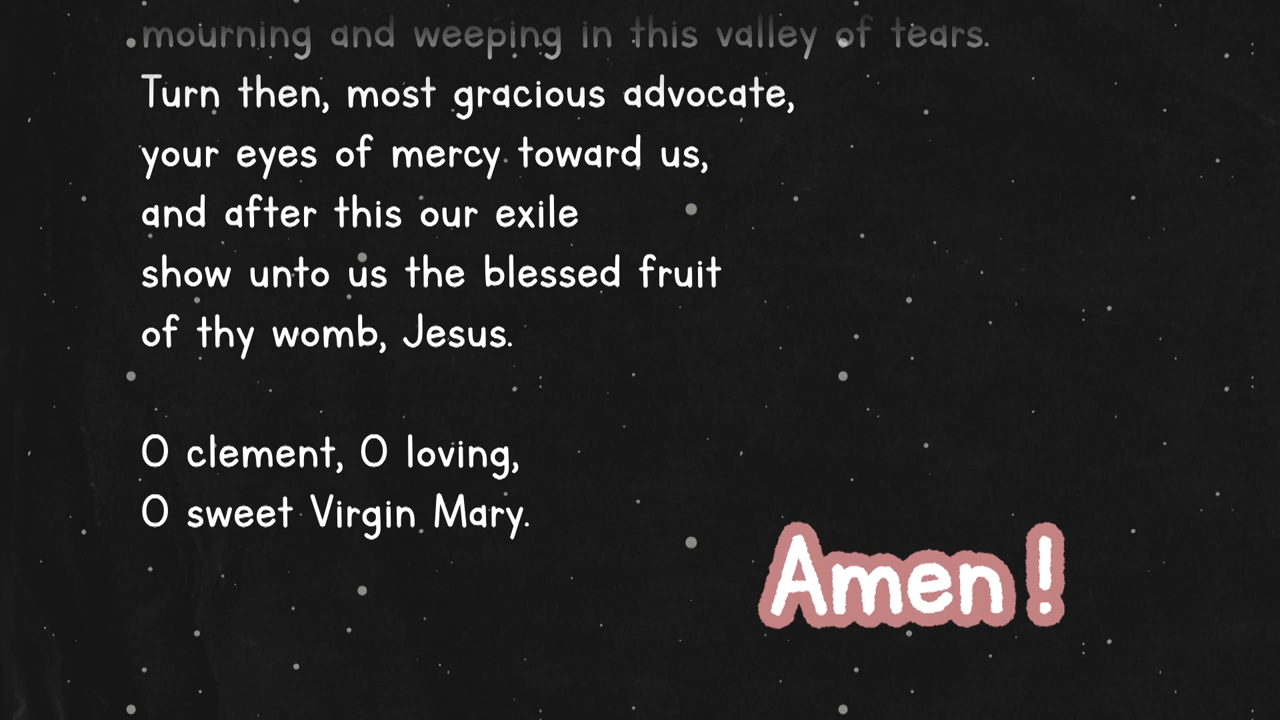 mourning and weeping in this valley of tears.
Turn then, most gracious advocate,
your eyes of mercy toward us,
and after this our exile
show unto us the blessed fruit
of thy womb, Jesus.
O clement, O loving,
O sweet Virgin Mary.
Amen !